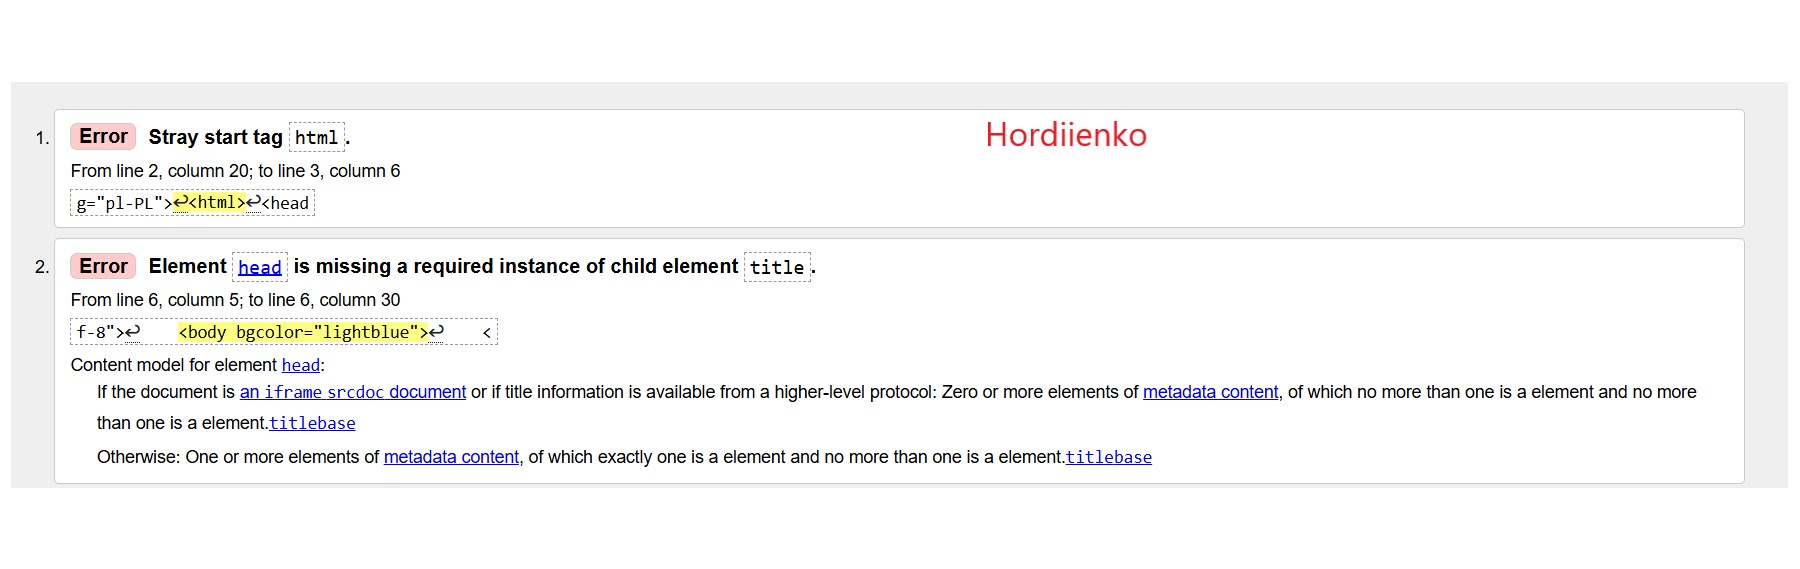 1. Error Stray start tag html.
Hordiienko
From line 2, column 20; to line 3, column 6
g="pl-PL">↩<html>↩<head
2. Error Element head is missing a required instance of child element title.
From line 6, column 5; to line 6, column 30
f-8">↩    <body bgcolor="lightblue">↩    <
Content model for element head:
If the document is an iframe srcdoc document or if title information is available from a higher-level protocol: Zero or more elements of metadata content, of which no more than one is a element and no more
than one is a element.titlebase
Otherwise: One or more elements of metadata content, of which exactly one is a element and no more than one is a element.titlebase